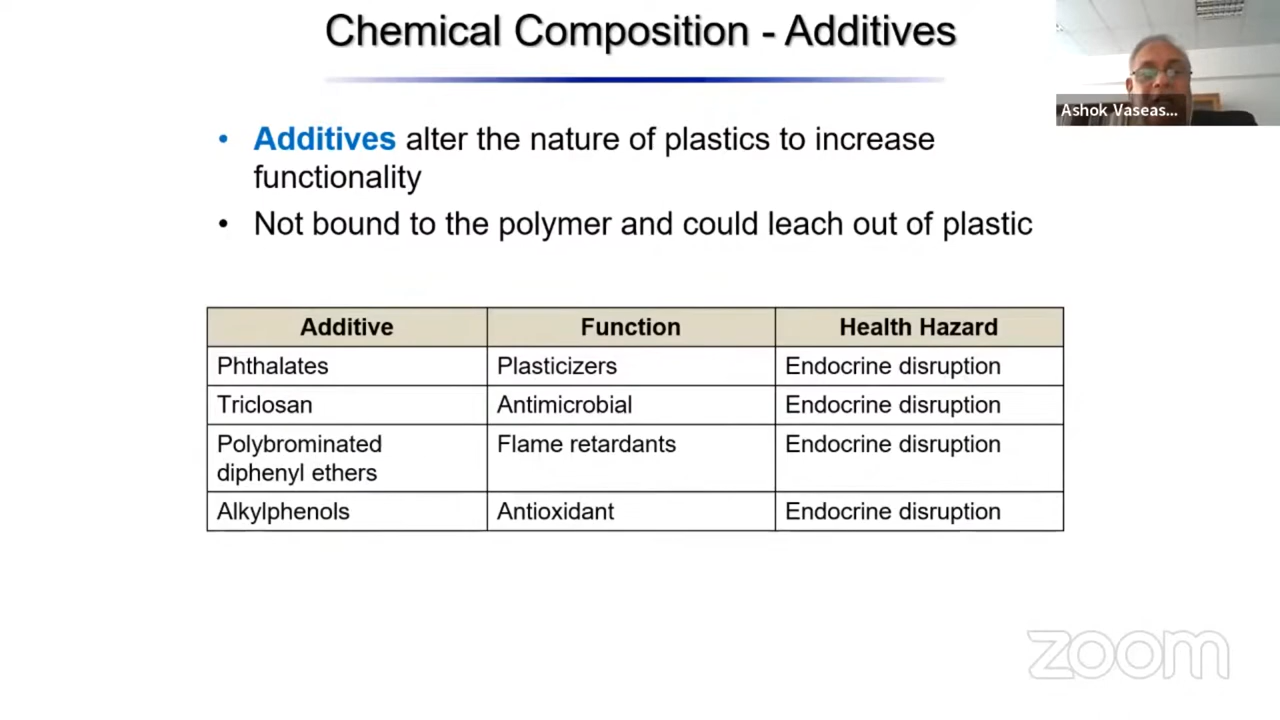 Chemical Composition - Additives
Ashok Vaseas...
• Additives alter the nature of plastics to increase
functionality
• Not bound to the polymer and could leach out of plastic
Additive Function Health Hazard
Phthalates Plasticizers Endocrine disruption
Triclosan Antimicrobial Endocrine disruption
Polybrominated Flame retardants Endocrine disruption
diphenyl ethers
Alkylphenols Antioxidant Endocrine disruption
zoom